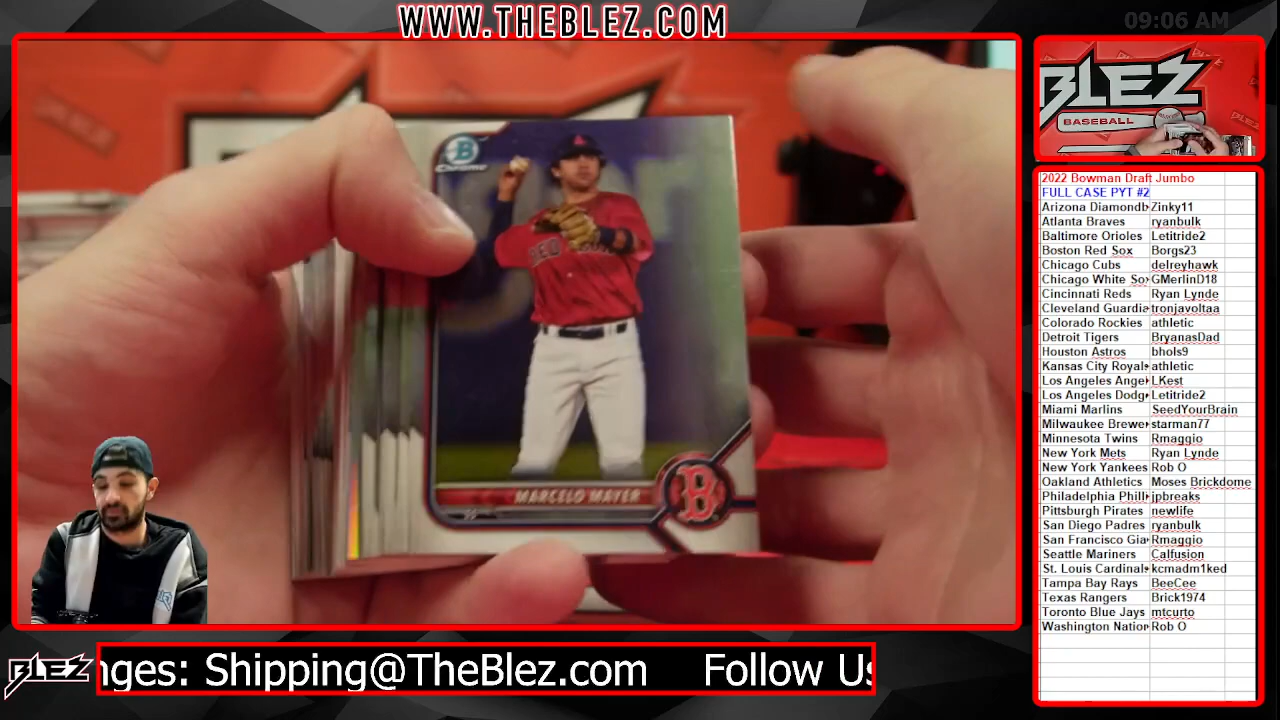 WWW.THEBLEZ.COM
09:06 AM
BLEZ
BASEBALL
Chrome
MARCELO MAYER
B
2022 Bowman Draft Jumbo
FULL CASE PYT #2
Arizona Diamondb Zinky11
Atlanta Braves ryanbulk
Baltimore Orioles Letitride2
Boston Red Sox Borgs23
Chicago Cubs delreyhawk
Chicago White So GMerlinD18
Cincinnati Reds Ryan Lynde
Cleveland Guardia tronjavoltaa
Colorado Rockies athletic
Detroit Tigers BryanasDad
Houston Astros bhols9
Kansas City Royal athletic
Los Angeles Ange LKest
Los Angeles Dodg Letitride2
Miami Marlins SeedYourBrain
Milwaukee Brewe starman77
Minnesota Twins Rmaggio
New York Mets Ryan Lynde
New York Yankees Rob O
Oakland Athletics Moses Brickdome
Philadelphia Phill jpbreaks
Pittsburgh Pirates newlife
San Diego Padres ryanbulk
San Francisco Gia Rmaggio
Seattle Mariners Calfusion
St. Louis Cardinal kcmadm1ked
Tampa Bay Rays BeeCee
Texas Rangers Brick1974
Toronto Blue Jays mtcurto
Washington Nation Rob O
BLEZ
nges: Shipping@TheBlez.com Follow Us